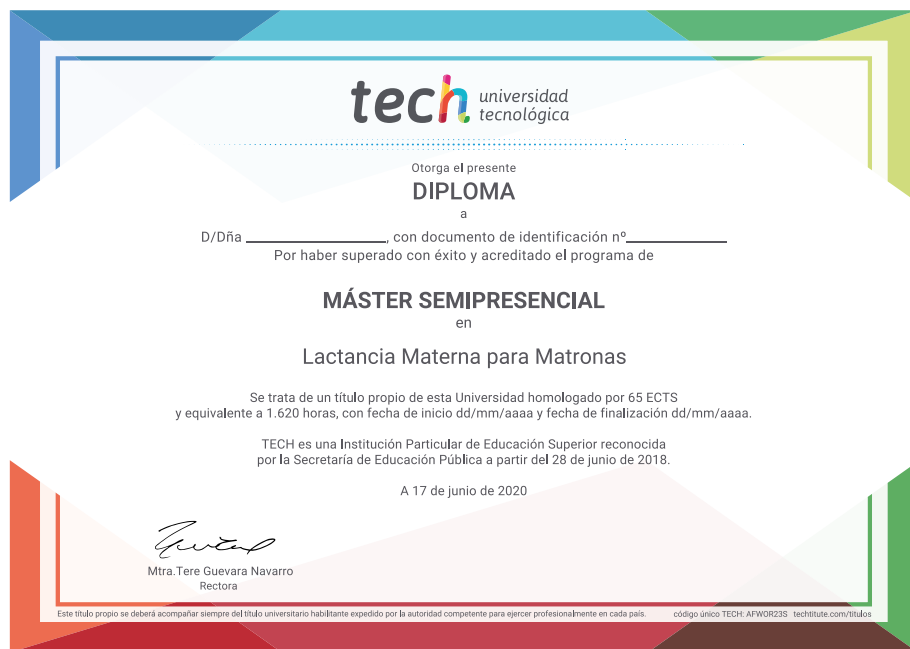 tech universidad
tecnológica
Otorga el presente
DIPLOMA
a
D/Dña ____________, con documento de identificación nº____________
Por haber superado con éxito y acreditado el programa de
MÁSTER SEMIPRESENCIAL
en
Lactancia Materna para Matronas
Se trata de un título propio de esta Universidad homologado por 65 ECTS
y equivalente a 1.620 horas, con fecha de inicio dd/mm/aaaa y fecha de finalización dd/mm/aaaa.
TECH es una Institución Particular de Educación Superior reconocida
por la Secretaría de Educación Pública a partir del 28 de junio de 2018.
A 17 de junio de 2020
Mtra.Tere Guevara Navarro
Rectora
Este título propio se deberá acompañar siempre del título universitario habilitante expedido por la autoridad competente para ejercer profesionalmente en cada país. código único TECH: AFWOR23S techtitute.com/titulos